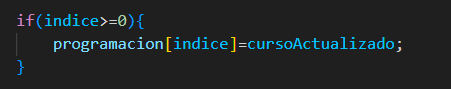 if(indice>=0){
    programacion[indice]=cursoActualizado;
}